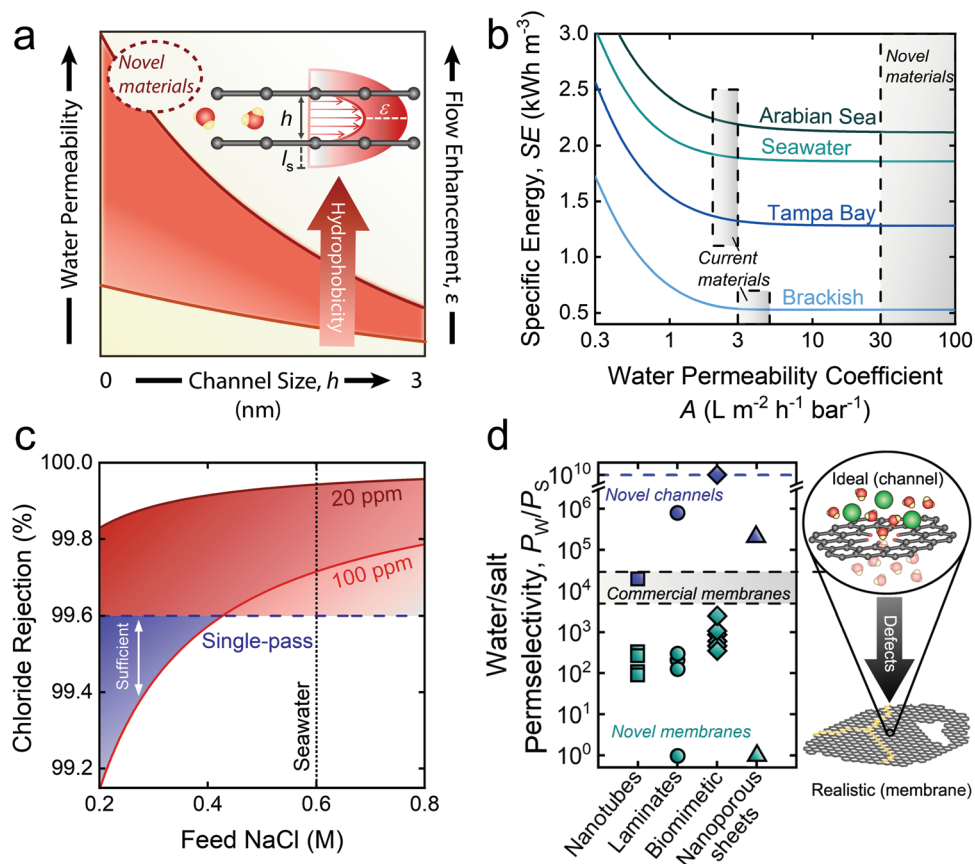 a
Water Permeability
Novel
materials
h
ls
ε
Hydrophobicity
Flow Enhancement, ε
0
Channel Size, h
3
(nm)
b
Specific Energy, SE (kWh m⁻³)
3.0
2.5
2.0
1.5
1.0
0.5
Novel
materials
Arabian Sea
Seawater
Tampa Bay
Current
materials
Brackish
0.3
1
3
10
30
100
Water Permeability Coefficient
A (L m⁻² h⁻¹ bar⁻¹)
c
Chloride Rejection (%)
100.0
99.8
99.6
99.4
99.2
20 ppm
100 ppm
Single-pass
Sufficient
Seawater
0.2
0.4
0.6
0.8
Feed NaCl (M)
d
Water/salt
Permselectivity, PW/PS
10¹⁰
10⁶
10⁵
10⁴
10³
10²
10¹
10⁰
Novel channels
Commercial membranes
Novel membranes
Nanotubes
Laminates
Biomimetic
Nanoporous
sheets
Ideal (channel)
Defects
Realistic (membrane)